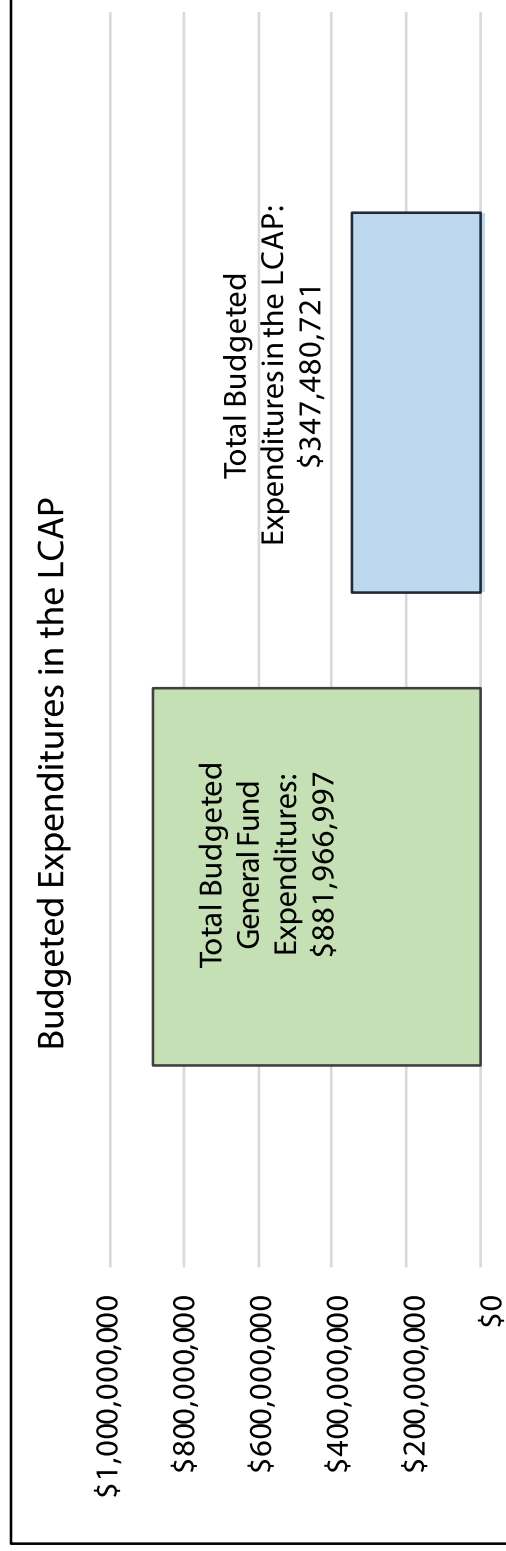 Budgeted Expenditures in the LCAP
$1,000,000,000
$800,000,000
$600,000,000
$400,000,000
$200,000,000
$0
Total Budgeted
General Fund
Expenditures:
$881,966,997
Total Budgeted
Expenditures in the LCAP:
$347,480,721